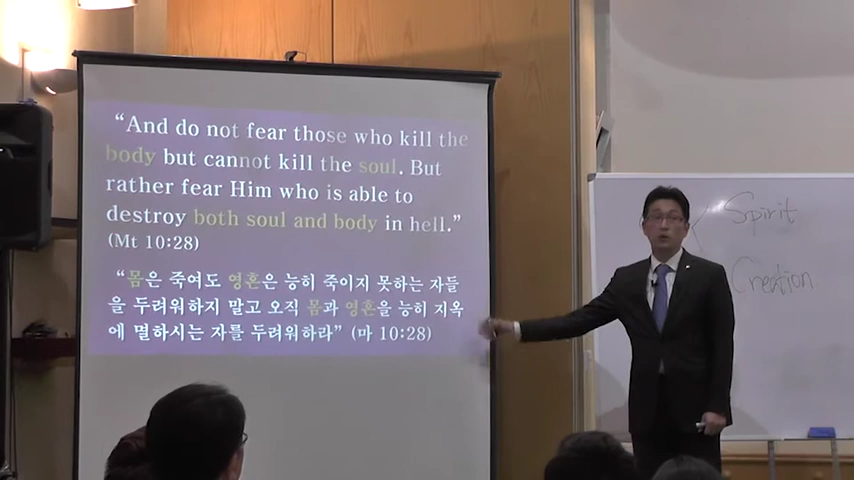 “And do not fear those who kill the
body but cannot kill the soul. But
rather fear Him who is able to
destroy both soul and body in hell.”
(Mt 10:28)
“몸은 죽여도 영혼은 능히 죽이지 못하는 자들
을 두려워하지 말고 오직 몸과 영혼을 능히 지옥
에 멸하시는 자를 두려워하라” (마 10:28)
Spirit
Creation